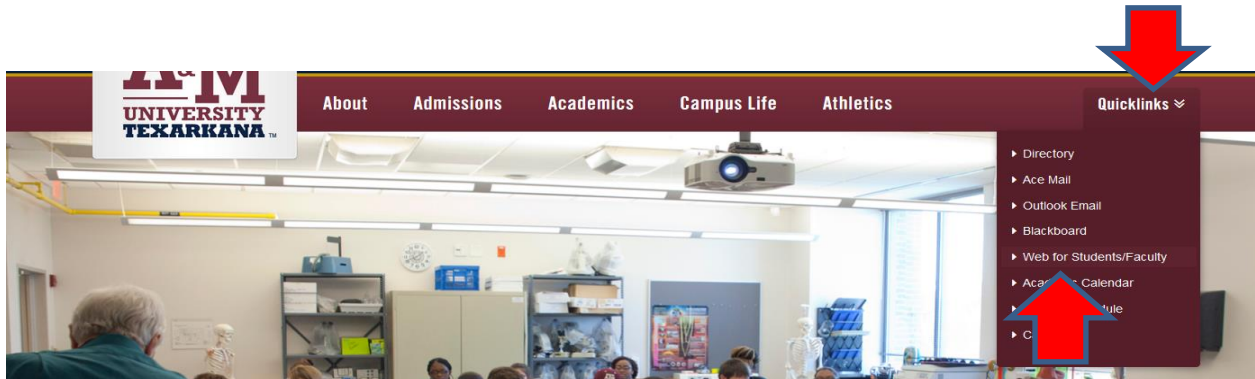 A&M
UNIVERSITY
TEXARKANA TM
About
Admissions
Academics
Campus Life
Athletics
Quicklinks
Directory
Ace Mail
Outlook Email
Blackboard
Web for Students/Faculty
Calendar